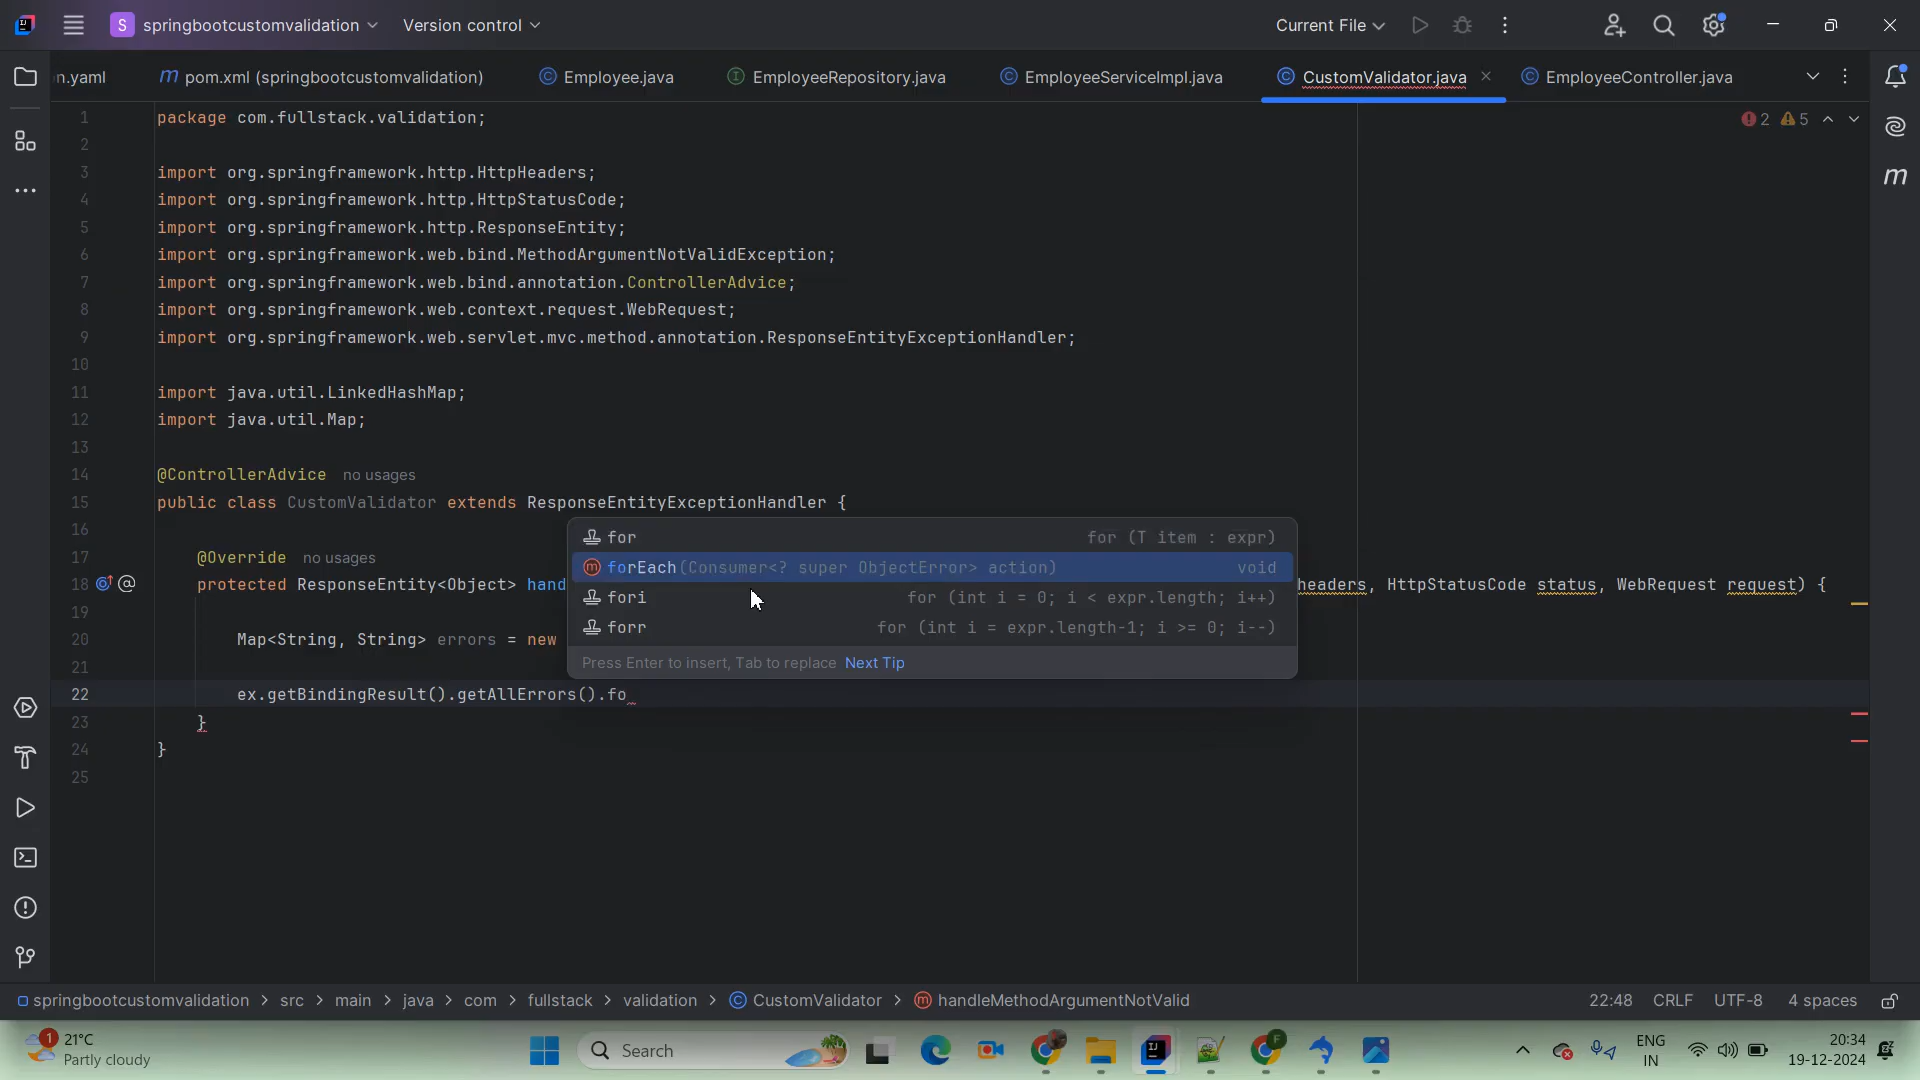 S springbootcustomvalidation Version control Current File
n.yaml pom.xml (springbootcustomvalidation) Employee.java EmployeeRepository.java EmployeeServiceImpl.java CustomValidator.java EmployeeController.java
1 package com.fullstack.validation; 2 5
2
3 import org.springframework.http.HttpHeaders;
4 import org.springframework.http.HttpStatusCode;
5 import org.springframework.http.ResponseEntity;
6 import org.springframework.web.bind.MethodArgumentNotValidException;
7 import org.springframework.web.bind.annotation.ControllerAdvice;
8 import org.springframework.web.context.request.WebRequest;
9 import org.springframework.web.servlet.mvc.method.annotation.ResponseEntityExceptionHandler;
10
11 import java.util.LinkedHashMap;
12 import java.util.Map;
13
14 @ControllerAdvice no usages
15 public class CustomValidator extends ResponseEntityExceptionHandler {
16
for for (T item : expr)
17 @Override no usages
forEach(Consumer<? super ObjectError> action) void
18 protected ResponseEntity<Object> hand headers, HttpStatusCode status, WebRequest request) {
fori for (int i = 0; i < expr.length; i++)
19
forr for (int i = expr.length-1; i >= 0; i--)
20 Map<String, String> errors = new
Press Enter to insert, Tab to replace Next Tip
21
22 ex.getBindingResult().getAllErrors().fo
23 }
24 }
25
springbootcustomvalidation > src > main > java > com > fullstack > validation > CustomValidator > handleMethodArgumentNotValid 22:48 CRLF UTF-8 4 spaces
1 21°C
Partly cloudy
Search
ENG
IN
20:34
19-12-2024